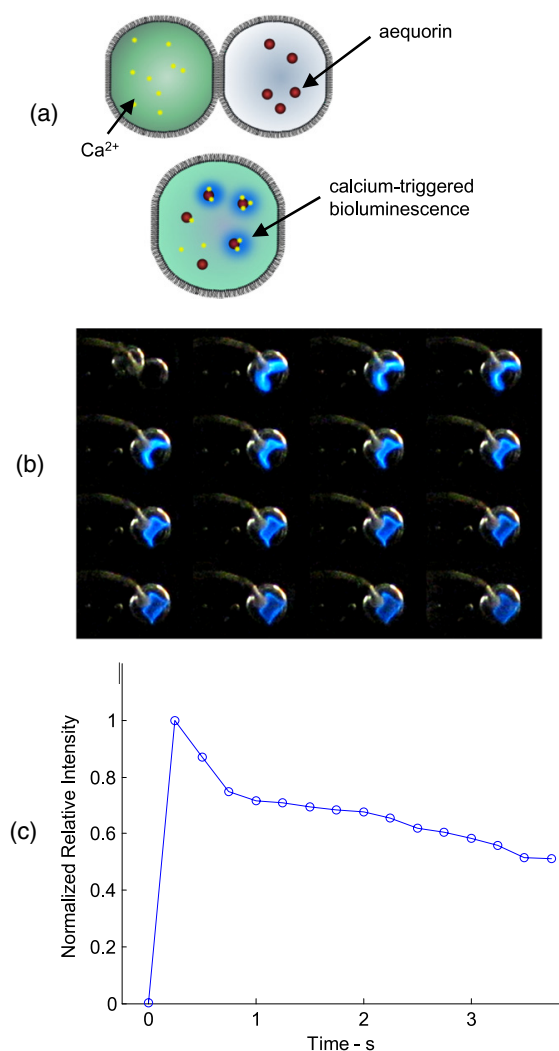 aequorin
(a)
Ca²⁺
calcium-triggered
bioluminescence
(b)
(c)
Normalized Relative Intensity
1
0.8
0.6
0.4
0.2
0
0 1 2 3
Time - s